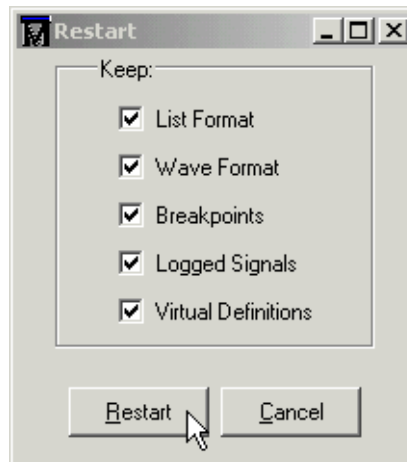 Restart
Keep:
List Format
Wave Format
Breakpoints
Logged Signals
Virtual Definitions
Restart
Cancel